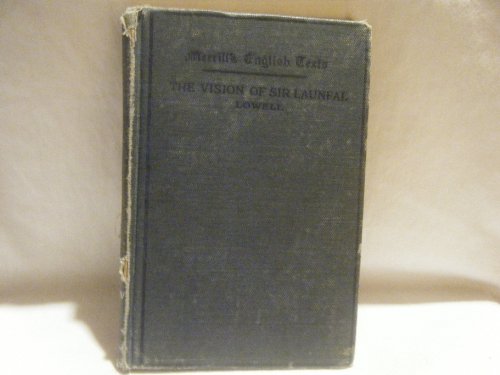 Merrill's English Texts
THE VISION OF SIR LAUNFAL
LOWELL